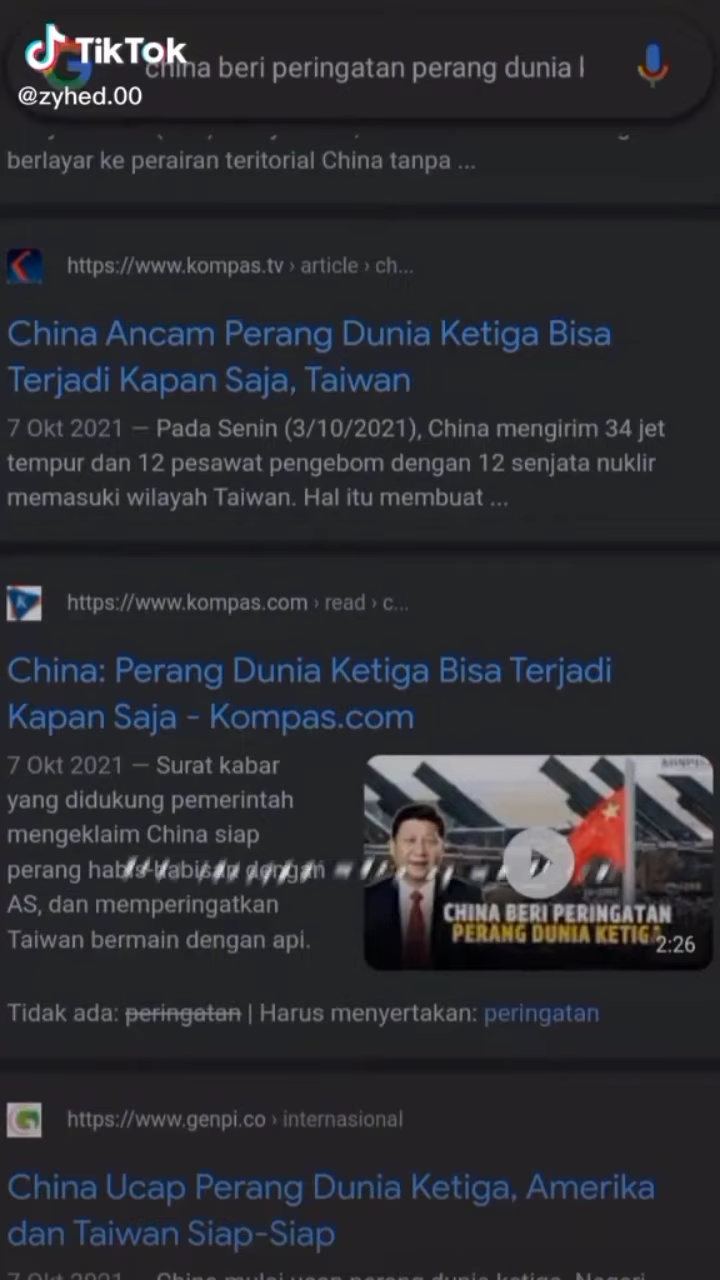 TikTok
@zyhed.00
china beri peringatan perang dunia
berlayar ke perairan teritorial China tanpa ...
https://www.kompas.tv › article › ch...
China Ancam Perang Dunia Ketiga Bisa
Terjadi Kapan Saja, Taiwan
7 Okt 2021 — Pada Senin (3/10/2021), China mengirim 34 jet
tempur dan 12 pesawat pengebom dengan 12 senjata nuklir
memasuki wilayah Taiwan. Hal itu membuat ...
https://www.kompas.com › read › c...
China: Perang Dunia Ketiga Bisa Terjadi
Kapan Saja - Kompas.com
7 Okt 2021 — Surat kabar
yang didukung pemerintah
mengeklaim China siap
perang habis-habisan dengan
AS, dan memperingatkan
Taiwan bermain dengan api.
CHINA BERI PERINGATAN
PERANG DUNIA
2:26
Tidak ada: peringatan | Harus menyertakan: peringatan
https://www.genpi.co › internasional
China Ucap Perang Dunia Ketiga, Amerika
dan Taiwan Siap-Siap